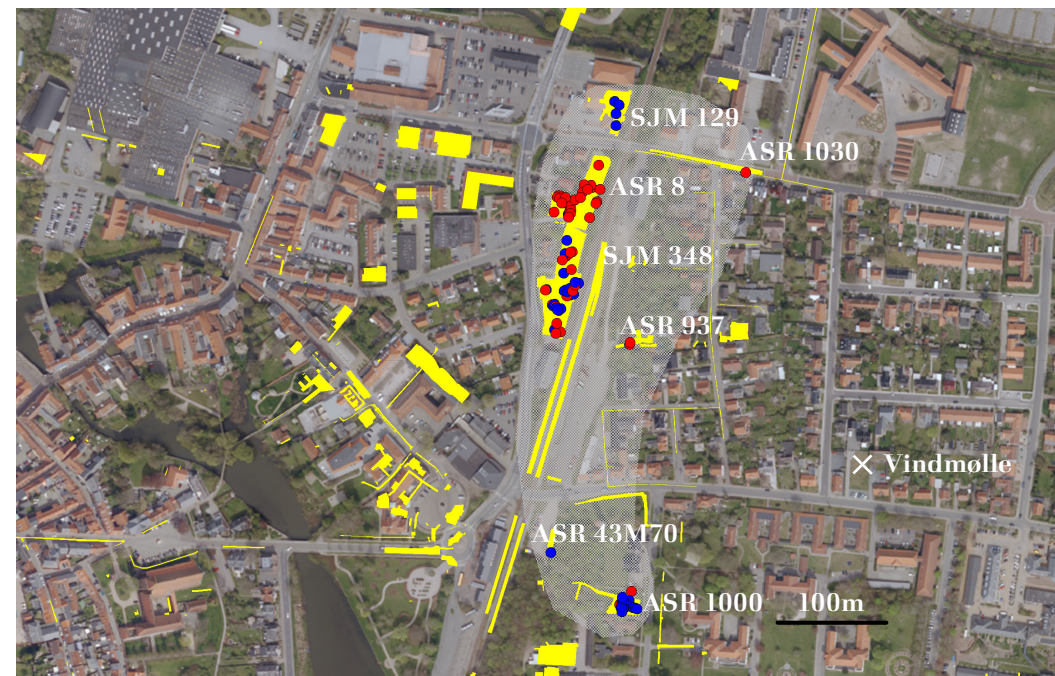 SJM 129
ASR 1030
ASR 8
SJM 348
ASR 937
Vindmølle
ASR 43M70
ASR 1000
100m